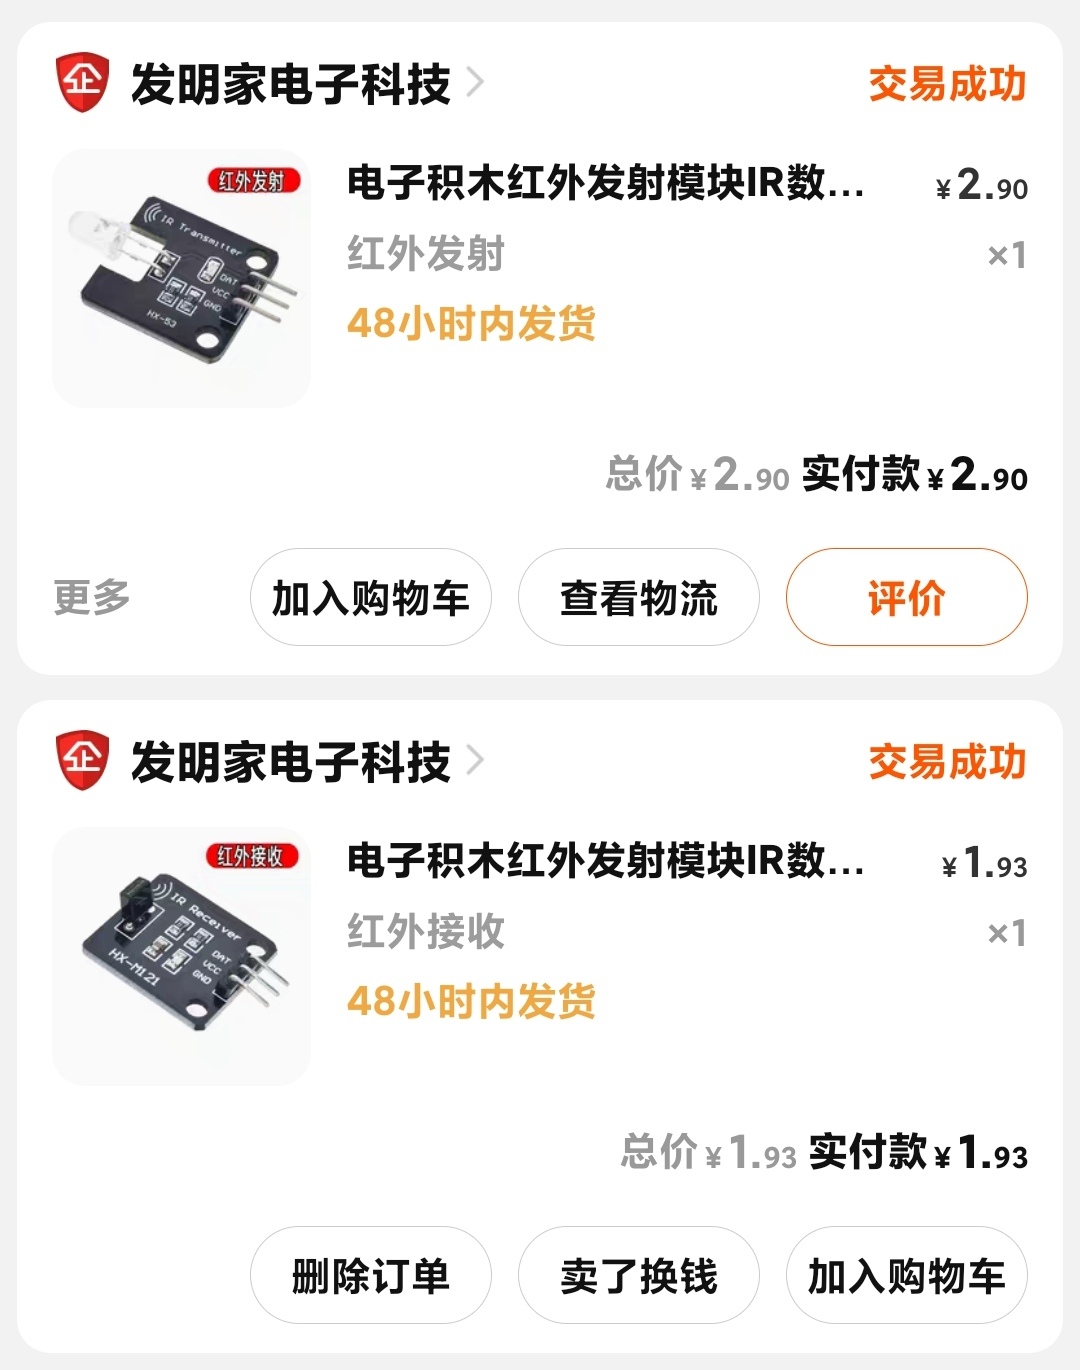 企 发明家电子科技 交易成功
红外发射
IR Transmitter
DAT
VCC
GND
HX-53
电子积木红外发射模块IR数... ¥2.90
红外发射 ×1
48小时内发货
总价¥2.90 实付款¥2.90
更多 加入购物车 查看物流 评价
企 发明家电子科技 交易成功
红外接收
IR Receiver
DAT
VCC
GND
HX-M121
电子积木红外发射模块IR数... ¥1.93
红外接收 ×1
48小时内发货
总价¥1.93 实付款¥1.93
删除订单 卖了换钱 加入购物车